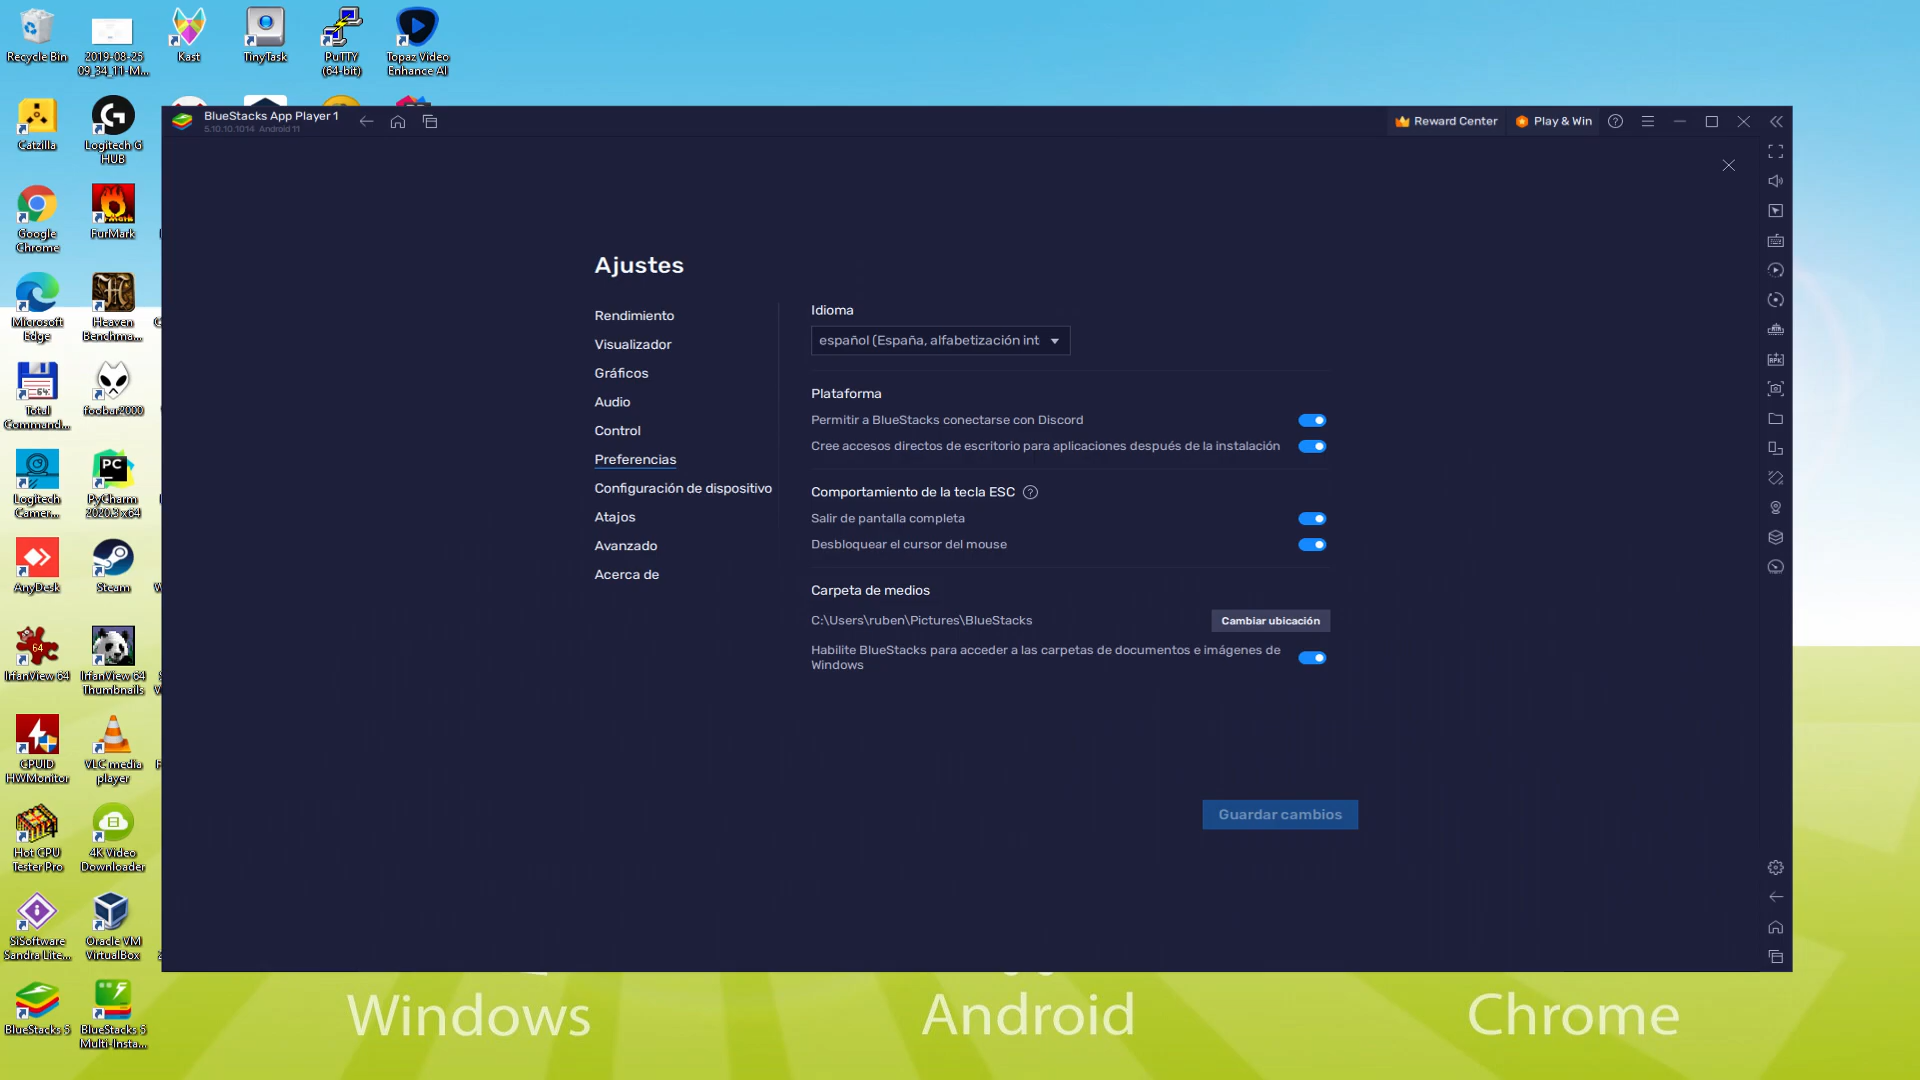 Recycle Bin
2019-08-25
09_34_11-M...
Kast
TinyTask
PuTTY
(64-bit)
Topaz Video
Enhance AI
Catzilla
Logitech G
HUB
Google
Chrome
FurMark
Microsoft
Edge
Heaven
Benchma...
Total
Command...
foobar2000
Logitech
Camer...
PyCharm
2020.3 x64
AnyDesk
Steam
IrfanView 64
IrfanView 64
Thumbnails
CPUID
HWMonitor
VLC media
player
Hot CPU
Tester Pro
4K Video
Downloader
SiSoftware
Sandra Lite...
Oracle VM
VirtualBox
BlueStacks 5
BlueStacks 5
Multi-Insta...
BlueStacks App Player 1
5.10.10.1014 Android 11
Reward Center
Play & Win
Ajustes
Rendimiento
Visualizador
Gráficos
Audio
Control
Preferencias
Configuración de dispositivo
Atajos
Avanzado
Acerca de
Idioma
español (España, alfabetización int
Plataforma
Permitir a BlueStacks conectarse con Discord
Cree accesos directos de escritorio para aplicaciones después de la instalación
Comportamiento de la tecla ESC
Salir de pantalla completa
Desbloquear el cursor del mouse
Carpeta de medios
C:\Users\ruben\Pictures\BlueStacks
Cambiar ubicación
Habilite BlueStacks para acceder a las carpetas de documentos e imágenes de
Windows
Guardar cambios
Windows
Android
Chrome